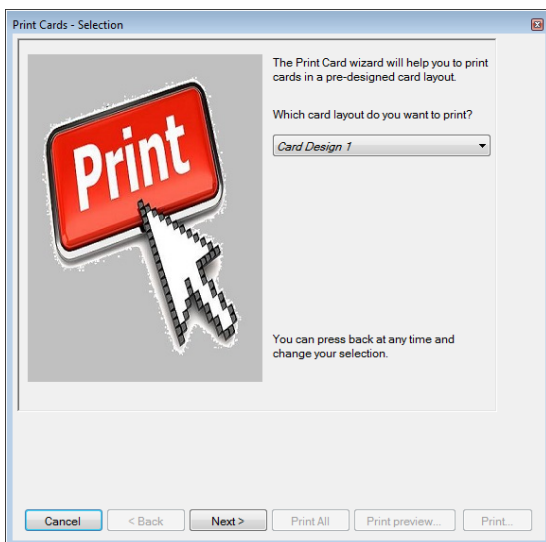 Print Cards - Selection
The Print Card wizard will help you to print
cards in a pre-designed card layout.
Which card layout do you want to print?
Card Design 1
Print
You can press back at any time and
change your selection.
Cancel
< Back
Next >
Print All
Print preview...
Print...